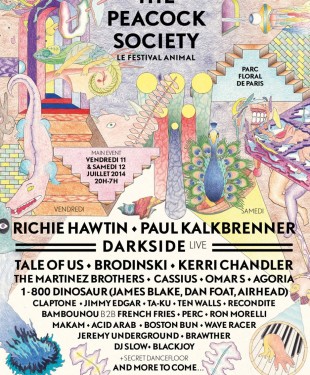 THE
PEACOCK
SOCIETY
LE FESTIVAL ANIMAL
PARC
FLORAL
DE PARIS
MAIN EVENT
VENDREDI 11
& SAMEDI 12
JUILLET 2014
20H-7H
VENDREDI
SAMEDI
RICHIE HAWTIN • PAUL KALKBRENNER
DARKSIDE LIVE
TALE OF US • BRODINSKI • KERRI CHANDLER
THE MARTINEZ BROTHERS • CASSIUS • OMAR S • AGORIA
1-800 DINOSAUR (JAMES BLAKE, DAN FOAT, AIRHEAD)
CLAPTONE • JIMMY EDGAR • TA-KU • TEN WALLS • RECONDITE
BAMBOUNOU B2B FRENCH FRIES • PERC • RON MORELLI
MAKAM • ACID ARAB • BOSTON BUN • WAVE RACER
JEREMY UNDERGROUND • BRAWTHER
DJ SLOW • BLACKJOY
+ SECRET DANCEFLOOR
AND MORE TO COME...